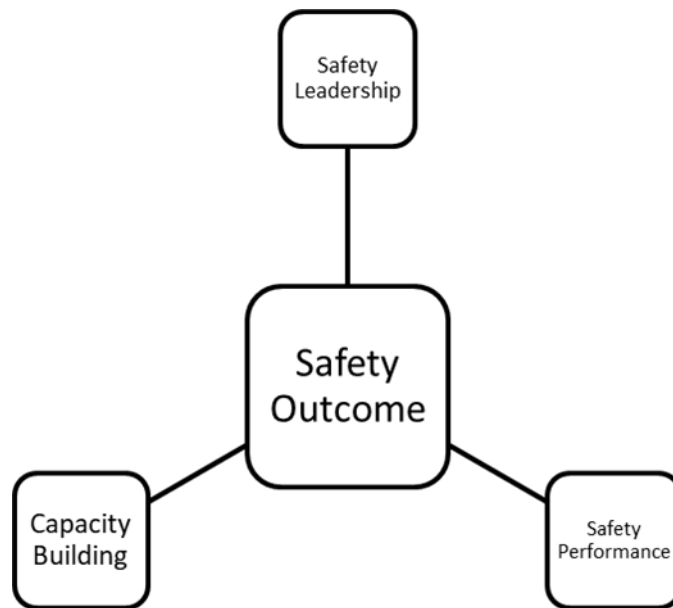 Safety
Leadership
Safety
Outcome
Capacity
Building
Safety
Performance